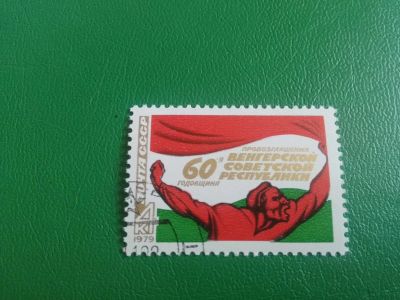 ПОЧТА СССР
4К
1979
60-я
ГОДОВЩИНА
ПРОВОЗГЛАШЕНИЯ
ВЕНГЕРСКОЙ
СОВЕТСКОЙ
РЕСПУБЛИКИ